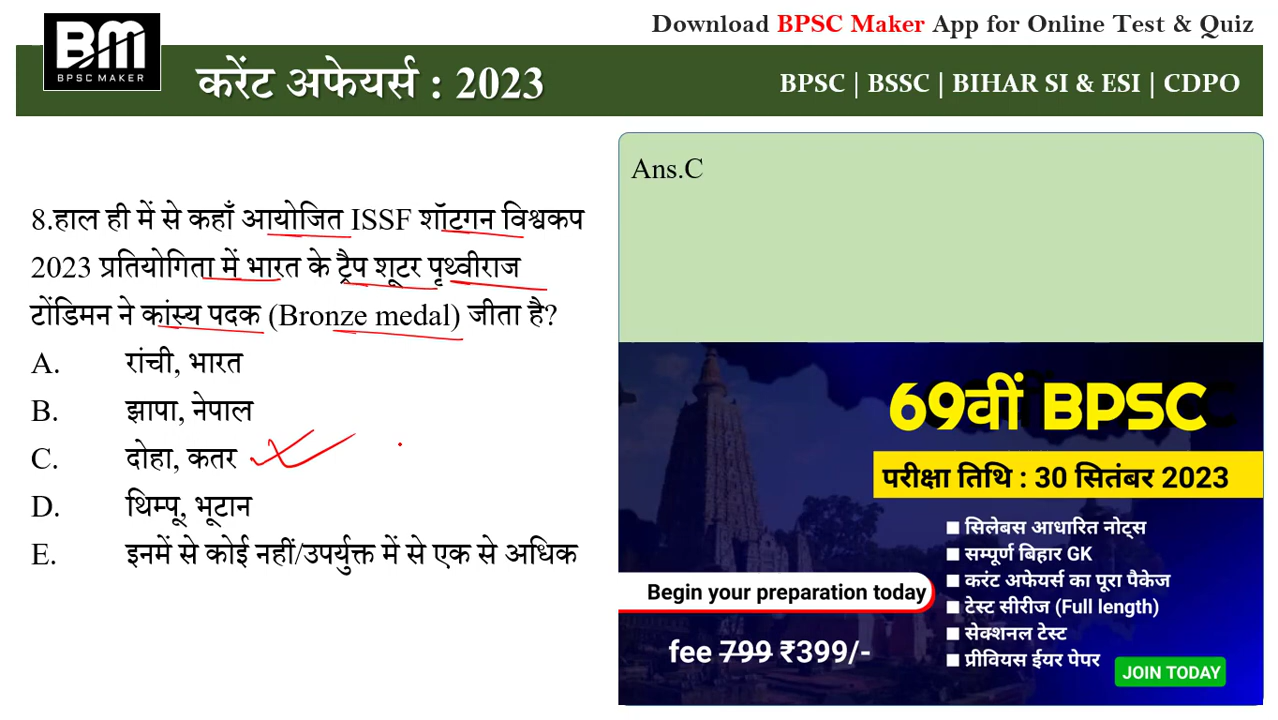 Download BPSC Maker App for Online Test & Quiz
BM
BPSC MAKER
करेंट अफेयर्स : 2023
BPSC | BSSC | BIHAR SI & ESI | CDPO
8.हाल ही में से कहाँ आयोजित ISSF शॉटगन विश्वकप
2023 प्रतियोगिता में भारत के ट्रैप शूटर पृथ्वीराज
टोंडिमन ने कांस्य पदक (Bronze medal) जीता है?
A. रांची, भारत
B. झापा, नेपाल
C. दोहा, कतर
D. थिम्पू, भूटान
E. इनमें से कोई नहीं/उपर्युक्त में से एक से अधिक
Ans.C
69वीं BPSC
परीक्षा तिथि : 30 सितंबर 2023
सिलेबस आधारित नोट्स
सम्पूर्ण बिहार GK
करंट अफेयर्स का पूरा पैकेज
टेस्ट सीरीज (Full length)
सेक्शनल टेस्ट
प्रीवियस ईयर पेपर
Begin your preparation today
fee 799 ₹399/-
JOIN TODAY